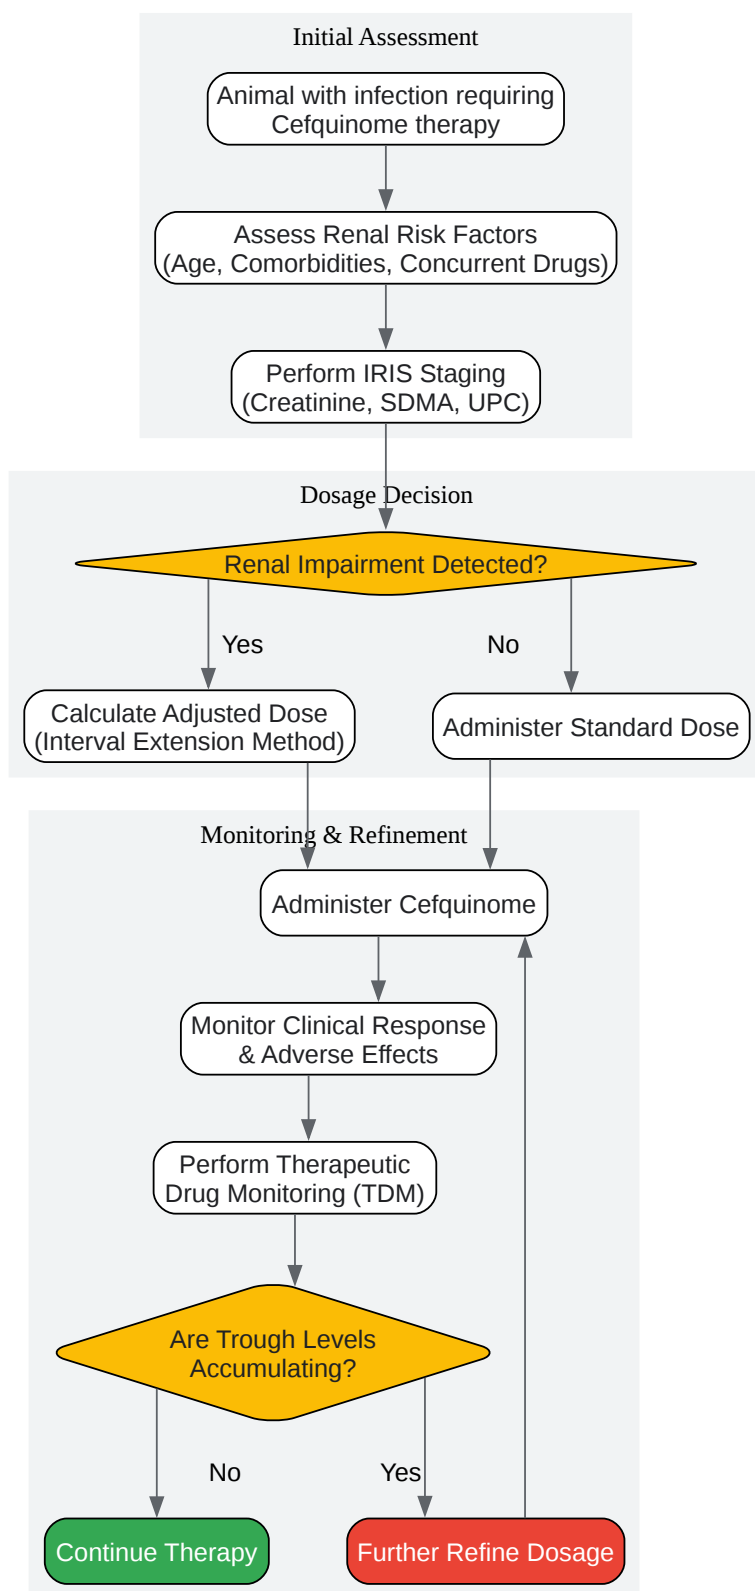 Initial Assessment
Animal with infection requiring
Cefquinome therapy
Assess Renal Risk Factors
(Age, Comorbidities, Concurrent Drugs)
Perform IRIS Staging
(Creatinine, SDMA, UPC)
Dosage Decision
Renal Impairment Detected?
Yes
No
Calculate Adjusted Dose
(Interval Extension Method)
Administer Standard Dose
Monitoring & Refinement
Administer Cefquinome
Monitor Clinical Response
& Adverse Effects
Perform Therapeutic
Drug Monitoring (TDM)
Are Trough Levels
Accumulating?
No
Yes
Continue Therapy
Further Refine Dosage